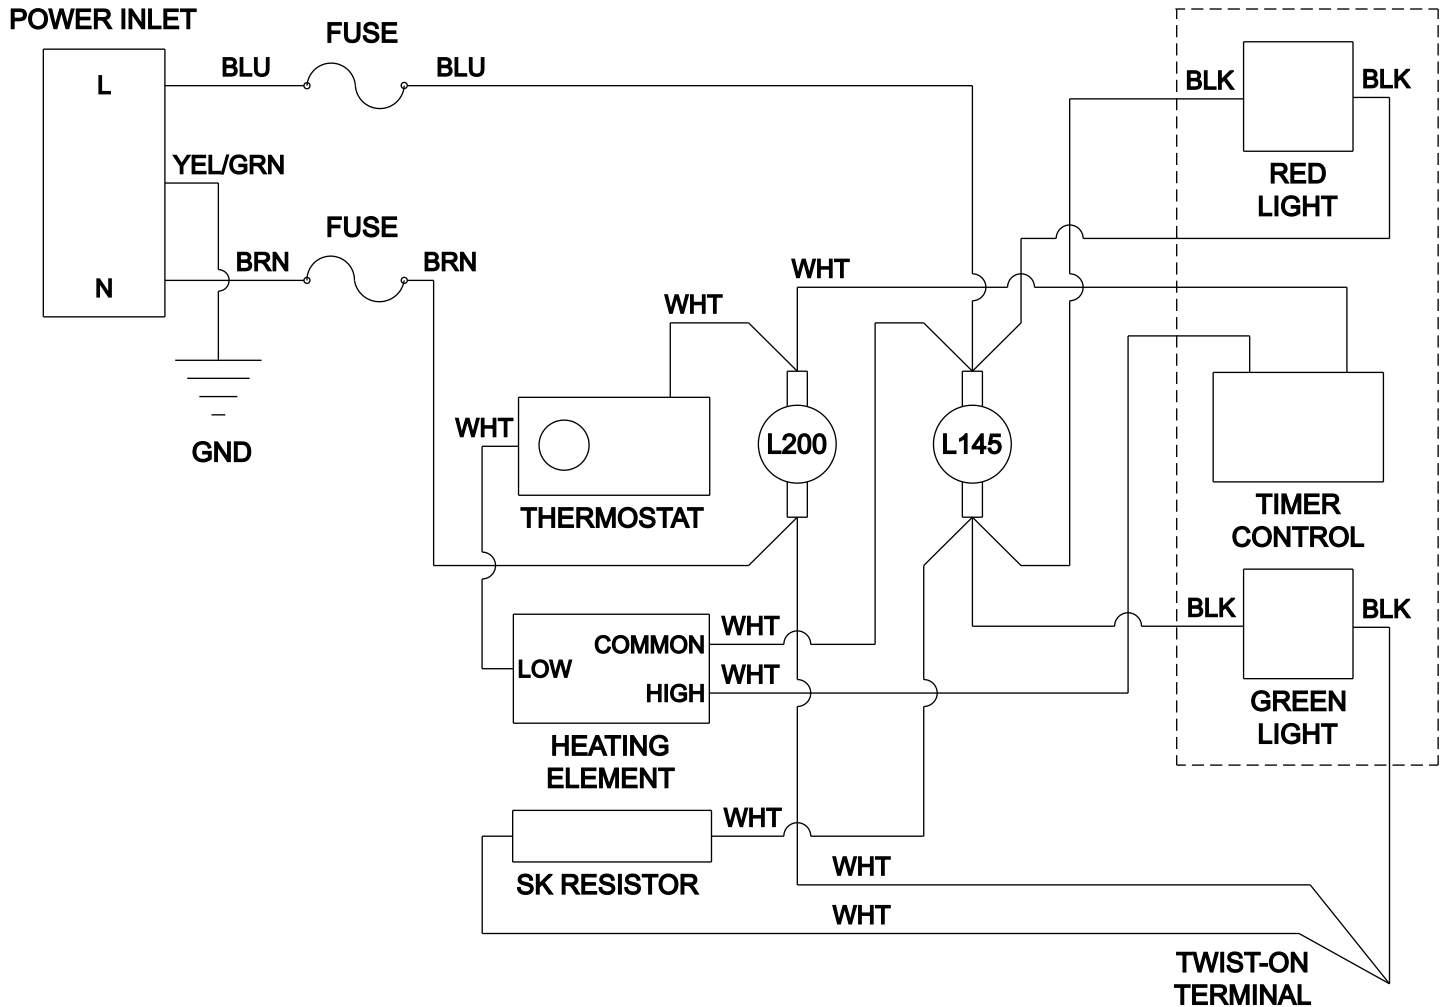 POWER INLET
FUSE
L
BLU
BLU
BLK
BLK
YEL/GRN
RED
LIGHT
FUSE
BRN
BRN
N
WHT
WHT
GND
WHT
L200
L145
THERMOSTAT
TIMER
CONTROL
BLK
BLK
COMMON
WHT
LOW
HIGH
WHT
GREEN
LIGHT
HEATING
ELEMENT
WHT
SK RESISTOR
WHT
WHT
TWIST-ON
TERMINAL